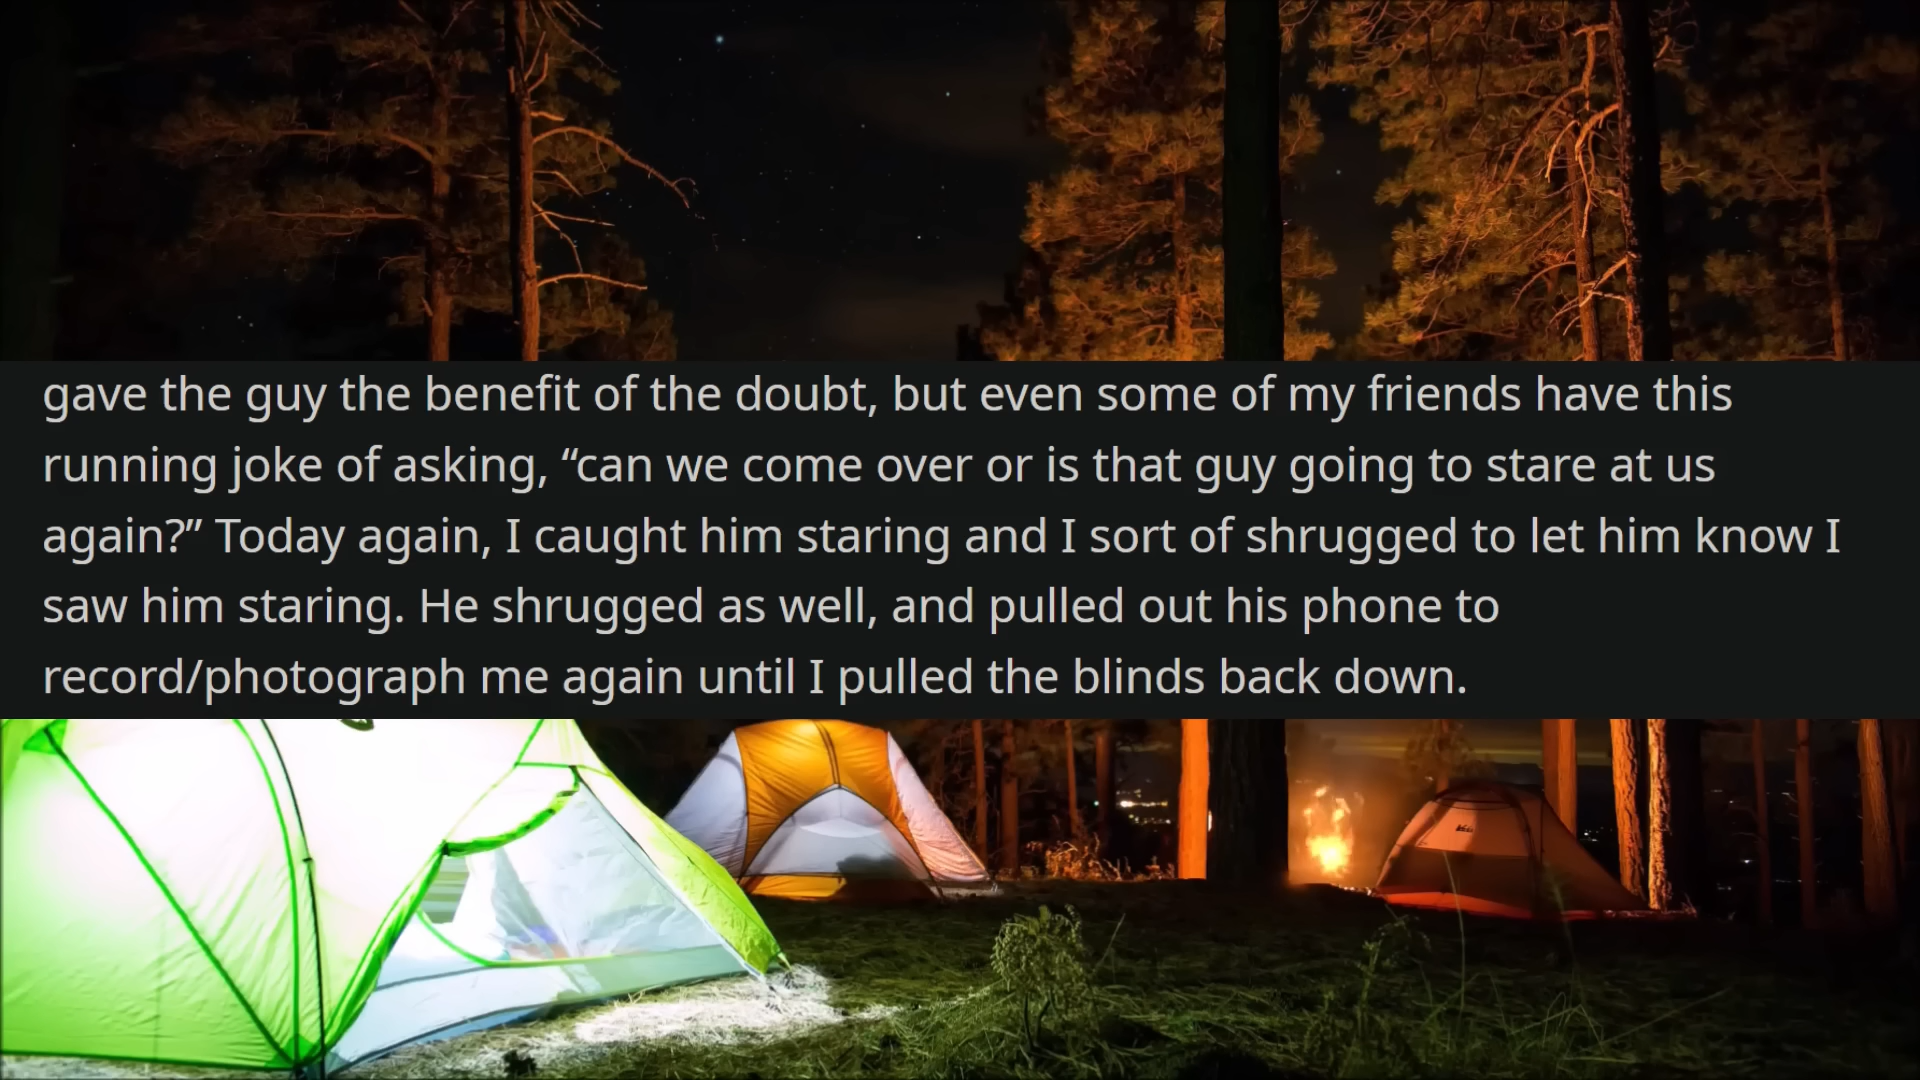 gave the guy the benefit of the doubt, but even some of my friends have this
running joke of asking, “can we come over or is that guy going to stare at us
again?” Today again, I caught him staring and I sort of shrugged to let him know I
saw him staring. He shrugged as well, and pulled out his phone to
record/photograph me again until I pulled the blinds back down.